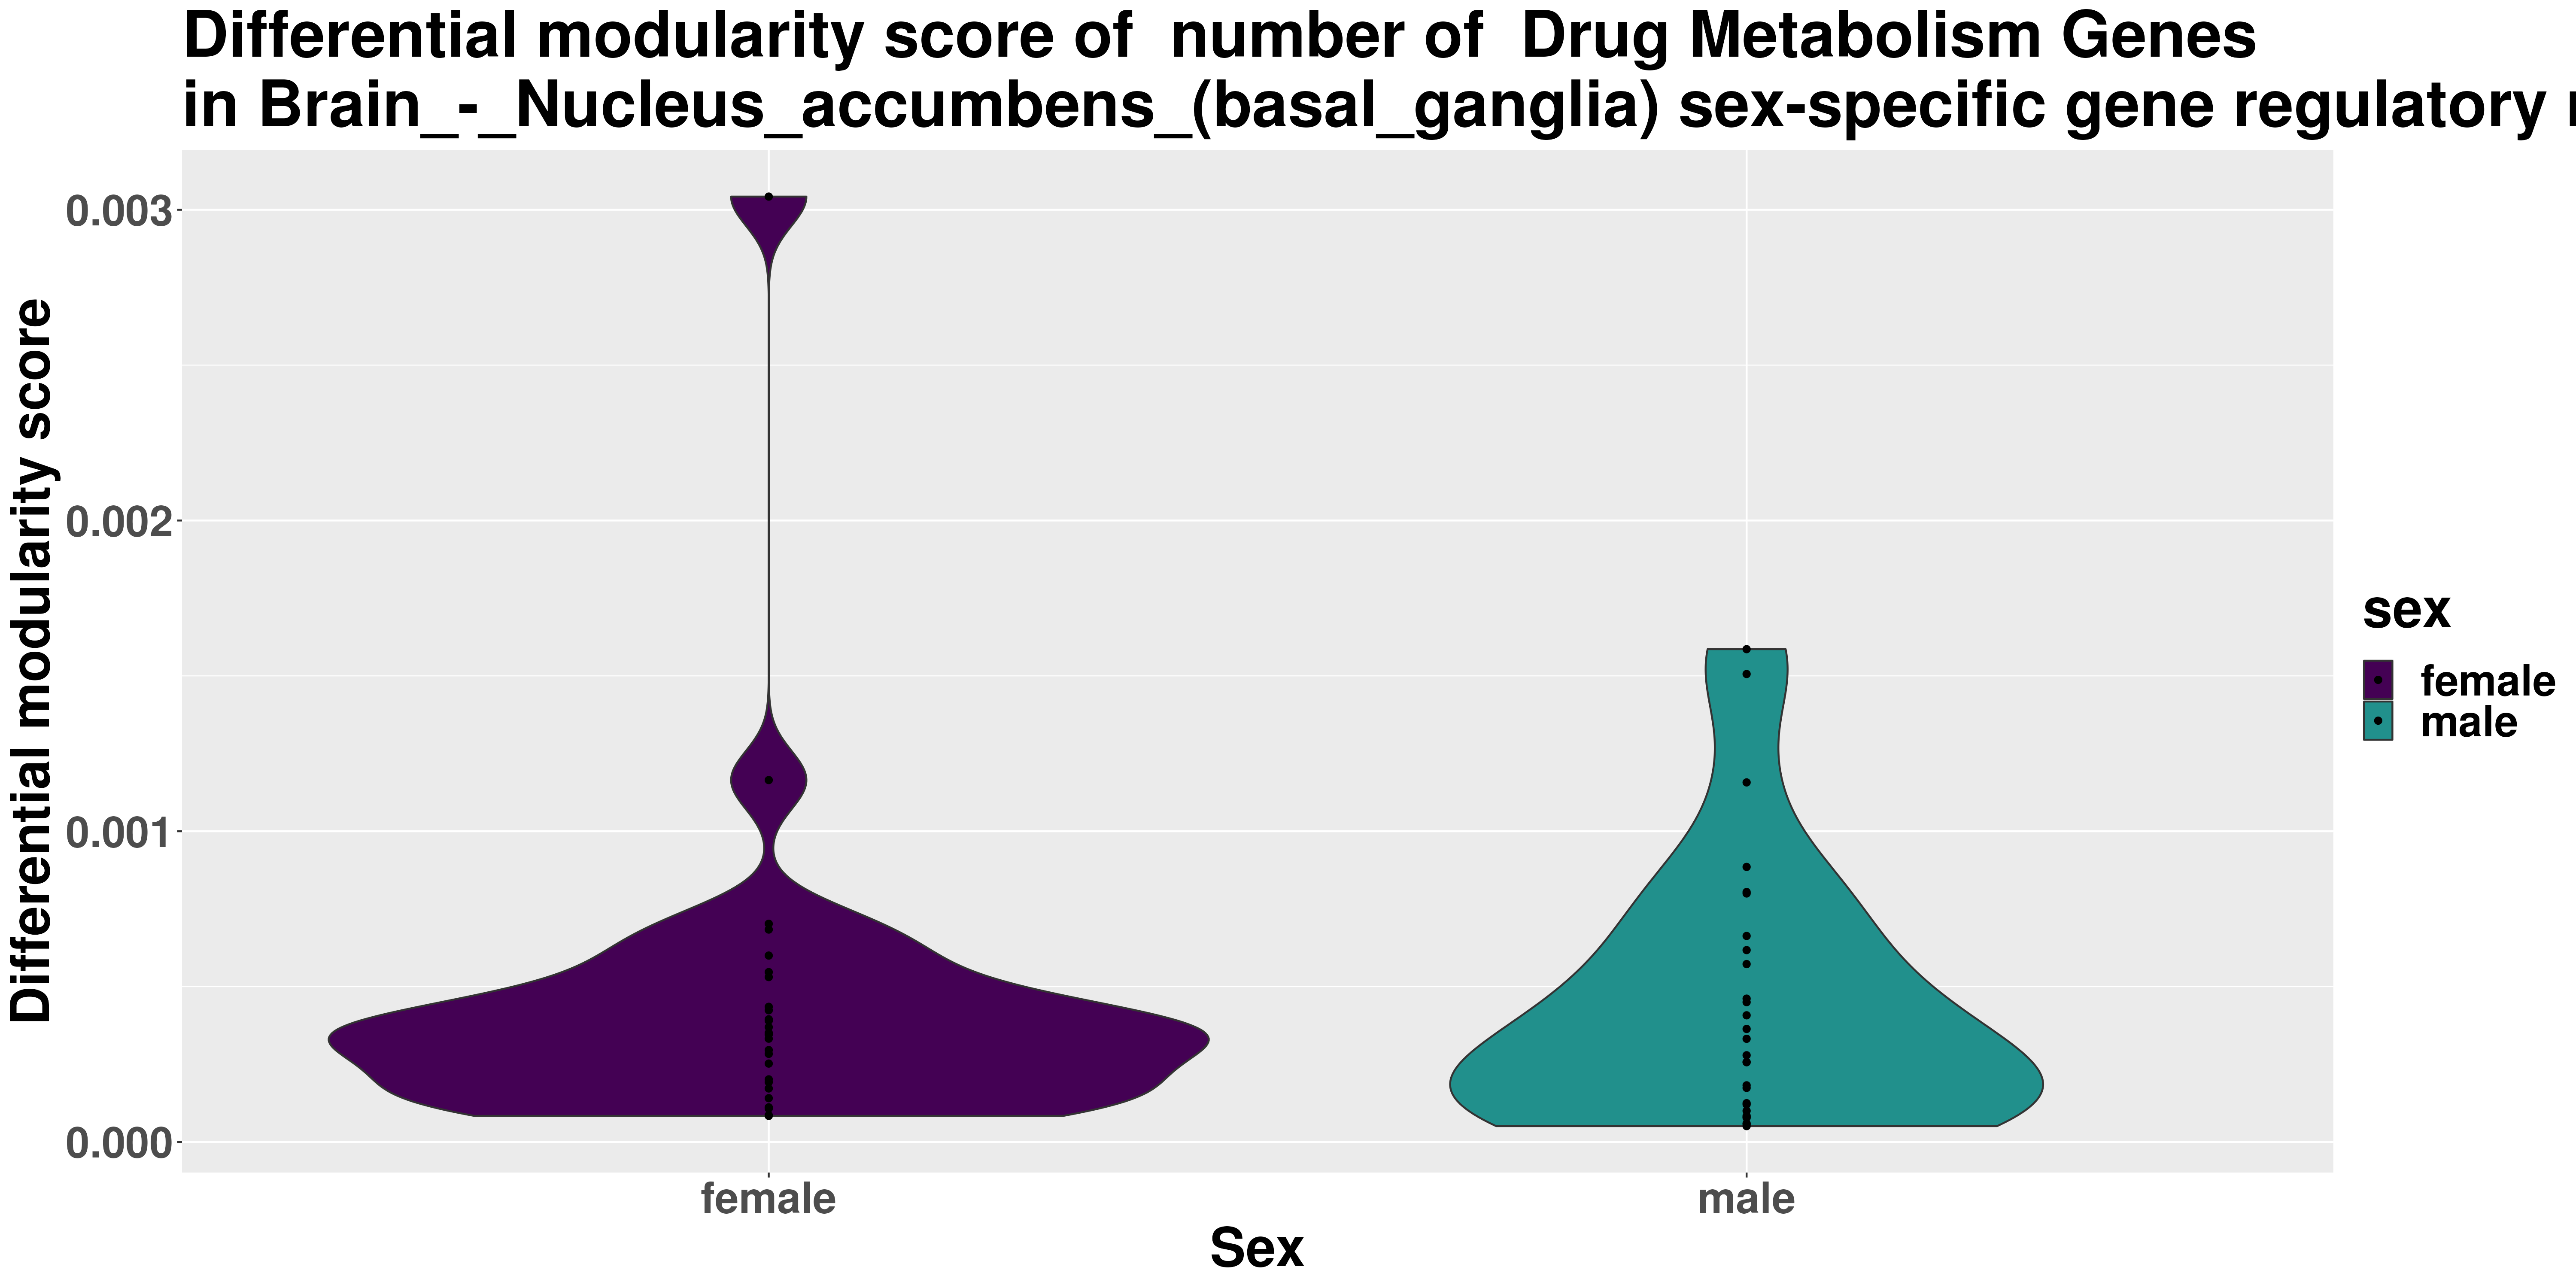 Differential modularity score of  number of  Drug Metabolism Genes
in Brain_-_Nucleus_accumbens_(basal_ganglia) sex-specific gene regulatory
Differential modularity score
0.003
0.002
0.001
0.000
female
male
Sex
sex
female
male